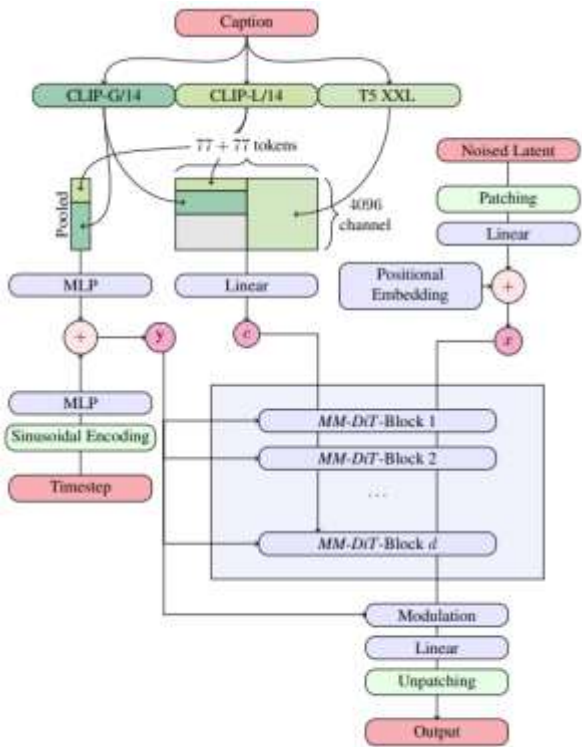 Caption
CLIP-G/14
CLIP-L/14
T5 XXL
77 + 77 tokens
Noised Latent
Pooled
4096
channel
Patching
Linear
MLP
Linear
Positional
Embedding
+
+
y
c
x
MLP
Sinusoidal Encoding
Timestep
MM-DiT-Block 1
MM-DiT-Block 2
. . .
MM-DiT-Block d
Modulation
Linear
Unpatching
Output